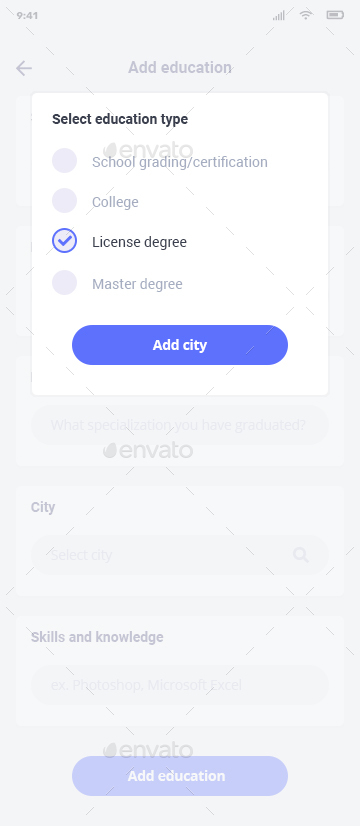 9:41
Add education
Select education type
envato
School grading/certification
College
License degree
Master degree
Add city
What specialization you have graduated?
envato
City
Select city
Skills and knowledge
ex. Photoshop, Microsoft Excel
envato
Add education